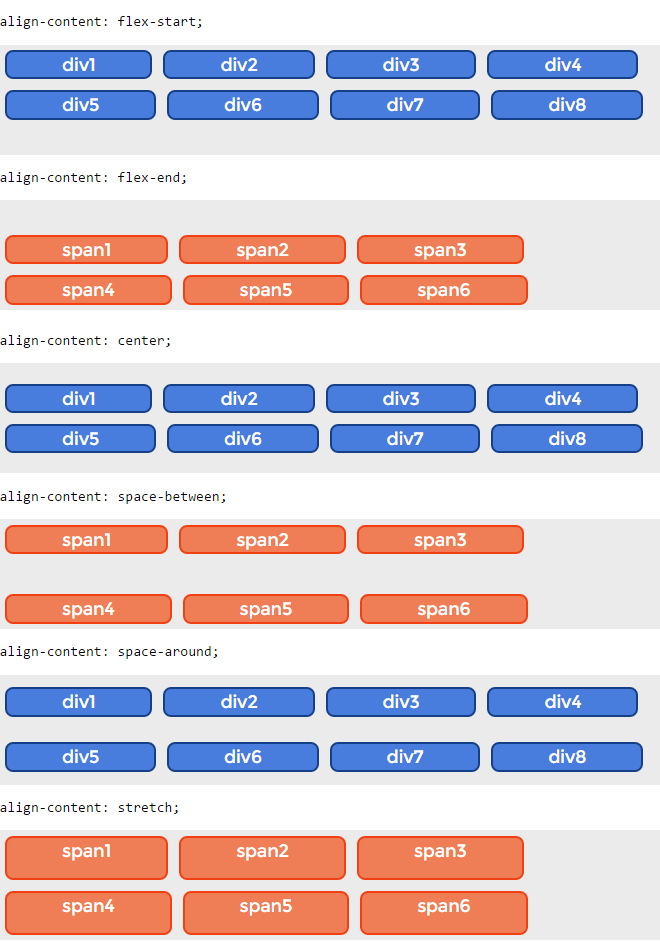 align-content: flex-start;
div1 div2 div3 div4
div5 div6 div7 div8
align-content: flex-end;
span1 span2 span3
span4 span5 span6
align-content: center;
div1 div2 div3 div4
div5 div6 div7 div8
align-content: space-between;
span1 span2 span3
span4 span5 span6
align-content: space-around;
div1 div2 div3 div4
div5 div6 div7 div8
align-content: stretch;
span1 span2 span3
span4 span5 span6